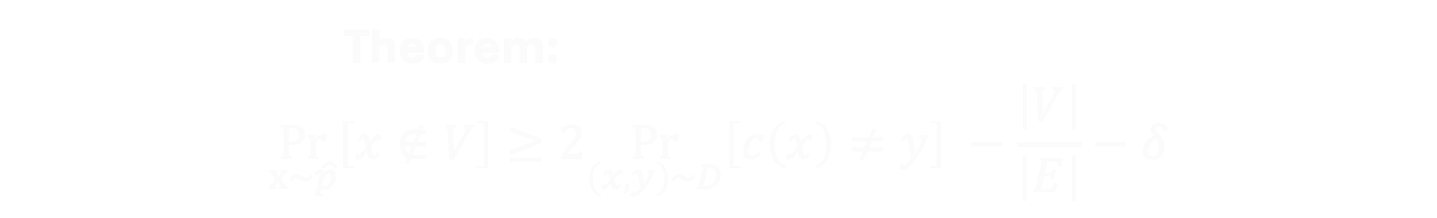 Theorem:
Pr_{x~p̂}[x ∉ V] ≥ 2 Pr_{(x,y)~D}[c(x) ≠ y] − |V|/|E| − δ